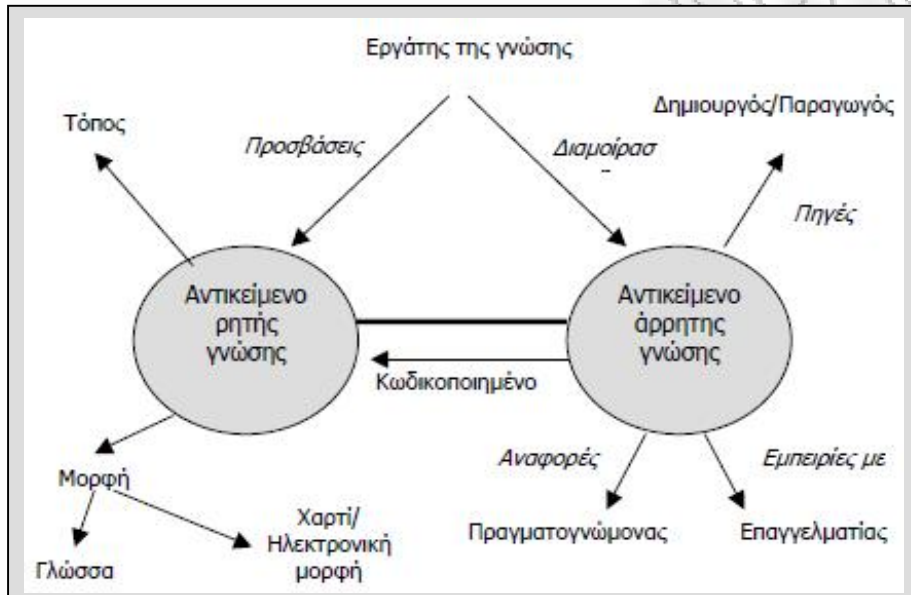 Εργάτης της γνώσης
Δημιουργός/Παραγωγός
Τόπος
Προσβάσεις
Διαμοίρασ
Πηγές
Αντικείμενο
ρητής
γνώσης
Αντικείμενο
άρρητης
γνώσης
Κωδικοποιημένο
Αναφορές
Εμπειρίες με
Μορφή
Χαρτί/
Ηλεκτρονική
μορφή
Πραγματογνώμονας
Επαγγελματίας
Γλώσσα